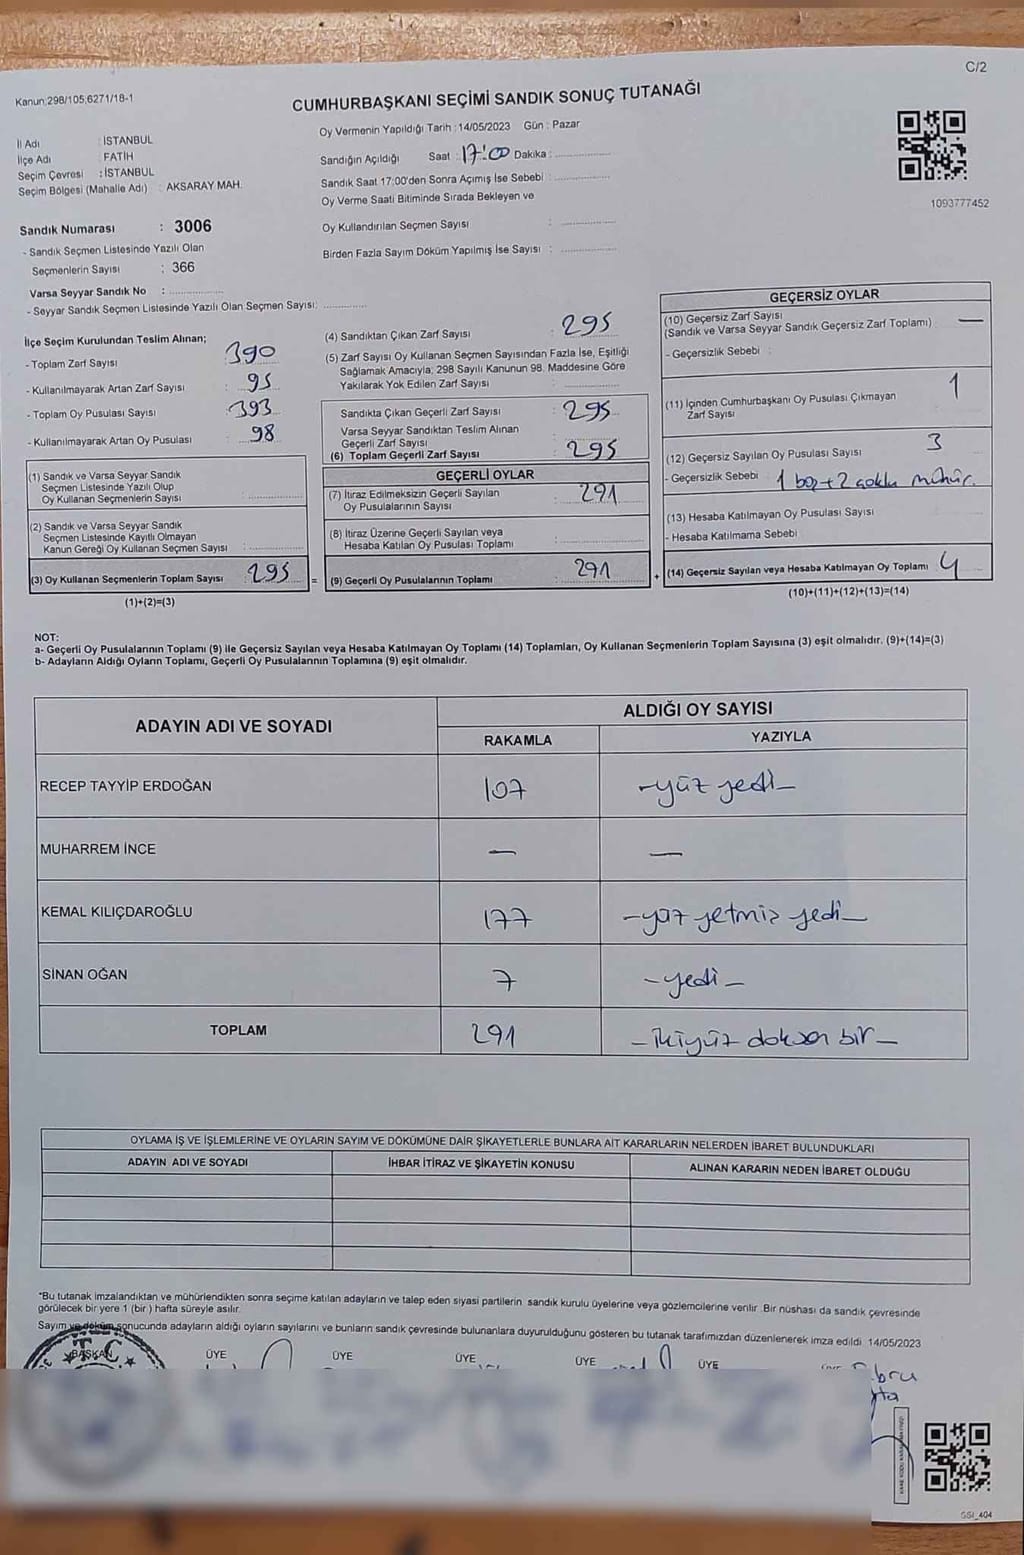 C/2
Kanun;298/105;6271/18-1
CUMHURBAŞKANI SEÇİMİ SANDIK SONUÇ TUTANAĞI
İl Adı : İSTANBUL
İlçe Adı : FATİH
Seçim Çevresi : İSTANBUL
Seçim Bölgesi (Mahalle Adı) : AKSARAY MAH.
Oy Vermenin Yapıldığı Tarih : 14/05/2023 Gün : Pazar
Sandığın Açıldığı Saat : 17:00 Dakika : ................
Sandık Saat 17:00'den Sonra Açımış İse Sebebi : ................
Oy Verme Saati Bitiminde Sırada Bekleyen ve
Oy Kullandırılan Seçmen Sayısı : ................
Birden Fazla Sayım Döküm Yapılmış İse Sayısı : ................
1093777452
Sandık Numarası : 3006
- Sandık Seçmen Listesinde Yazılı Olan
Seçmenlerin Sayısı : 366
Varsa Seyyar Sandık No : ................
- Seyyar Sandık Seçmen Listesinde Yazılı Olan Seçmen Sayısı: .............
İlçe Seçim Kurulundan Teslim Alınan;
- Toplam Zarf Sayısı : 390
- Kullanılmayarak Artan Zarf Sayısı : 95
- Toplam Oy Pusulası Sayısı : 393
- Kullanılmayarak Artan Oy Pusulası : 98
(1) Sandık ve Varsa Seyyar Sandık
Seçmen Listesinde Yazılı Olup
Oy Kullanan Seçmenlerin Sayısı : ................
(2) Sandık ve Varsa Seyyar Sandık
Seçmen Listesinde Kayıtlı Olmayan
Kanun Gereği Oy Kullanan Seçmen Sayısı : ................
(3) Oy Kullanan Seçmenlerin Toplam Sayısı : 295 =
(1)+(2)=(3)
(4) Sandıktan Çıkan Zarf Sayısı : 295
(5) Zarf Sayısı Oy Kullanan Seçmen Sayısından Fazla İse, Eşitliği
Sağlamak Amacıyla; 298 Sayılı Kanunun 98. Maddesine Göre
Yakılarak Yok Edilen Zarf Sayısı : ................
Sandıkta Çıkan Geçerli Zarf Sayısı : 295
Varsa Seyyar Sandıktan Teslim Alınan
Geçerli Zarf Sayısı : ................
(6) Toplam Geçerli Zarf Sayısı : 295
GEÇERLİ OYLAR
(7) İtiraz Edilmeksizin Geçerli Sayılan : 291
Oy Pusulalarının Sayısı
(8) İtiraz Üzerine Geçerli Sayılan veya
Hesaba Katılan Oy Pusulası Toplamı : ................
(9) Geçerli Oy Pusulalarının Toplamı : 291 +
GEÇERSİZ OYLAR
(10) Geçersiz Zarf Sayısı —
(Sandık ve Varsa Seyyar Sandık Geçersiz Zarf Toplamı)
- Geçersizlik Sebebi :
(11) İçinden Cumhurbaşkanı Oy Pusulası Çıkmayan 1
Zarf Sayısı
(12) Geçersiz Sayılan Oy Pusulası Sayısı 3
- Geçersizlik Sebebi 1 boş+2 çoklu mühür.
(13) Hesaba Katılmayan Oy Pusulası Sayısı
- Hesaba Katılmama Sebebi
(14) Geçersiz Sayılan veya Hesaba Katılmayan Oy Toplamı 4
(10)+(11)+(12)+(13)=(14)
NOT:
a- Geçerli Oy Pusulalarının Toplamı (9) ile Geçersiz Sayılan veya Hesaba Katılmayan Oy Toplamı (14) Toplamları, Oy Kullanan Seçmenlerin Toplam Sayısına (3) eşit olmalıdır. (9)+(14)=(3)
b- Adayların Aldığı Oyların Toplamı, Geçerli Oy Pusulalarının Toplamına (9) eşit olmalıdır.
ADAYIN ADI VE SOYADI
ALDIĞI OY SAYISI
RAKAMLA YAZIYLA
RECEP TAYYİP ERDOĞAN 107 -yüz yedi-
MUHARREM İNCE — —
KEMAL KILIÇDAROĞLU 177 -yüz yetmiş yedi-
SİNAN OĞAN 7 -yedi-
TOPLAM 291 -ikiyüz doksan bir-
OYLAMA İŞ VE İŞLEMLERİNE VE OYLARIN SAYIM VE DÖKÜMÜNE DAİR ŞİKAYETLERLE BUNLARA AİT KARARLARIN NELERDEN İBARET BULUNDUKLARI
ADAYIN ADI VE SOYADI İHBAR İTİRAZ VE ŞİKAYETİN KONUSU ALINAN KARARIN NEDEN İBARET OLDUĞU
*Bu tutanak imzalandıktan ve mühürlendikten sonra seçime katılan adayların ve talep eden siyasi partilerin sandık kurulu üyelerine veya gözlemcilerine verilir. Bir nüshası da sandık çevresinde
görülecek bir yere 1 (bir) hafta süreyle asılır.
Sayım ve döküm sonucunda adayların aldığı oyların sayılarını ve bunların sandık çevresinde bulunanlara duyurulduğunu gösteren bu tutanak tarafımızdan düzenlenerek imza edildi. 14/05/2023
BAŞKAN ÜYE ÜYE ÜYE ÜYE ÜYE
T.C.
SSİ_404